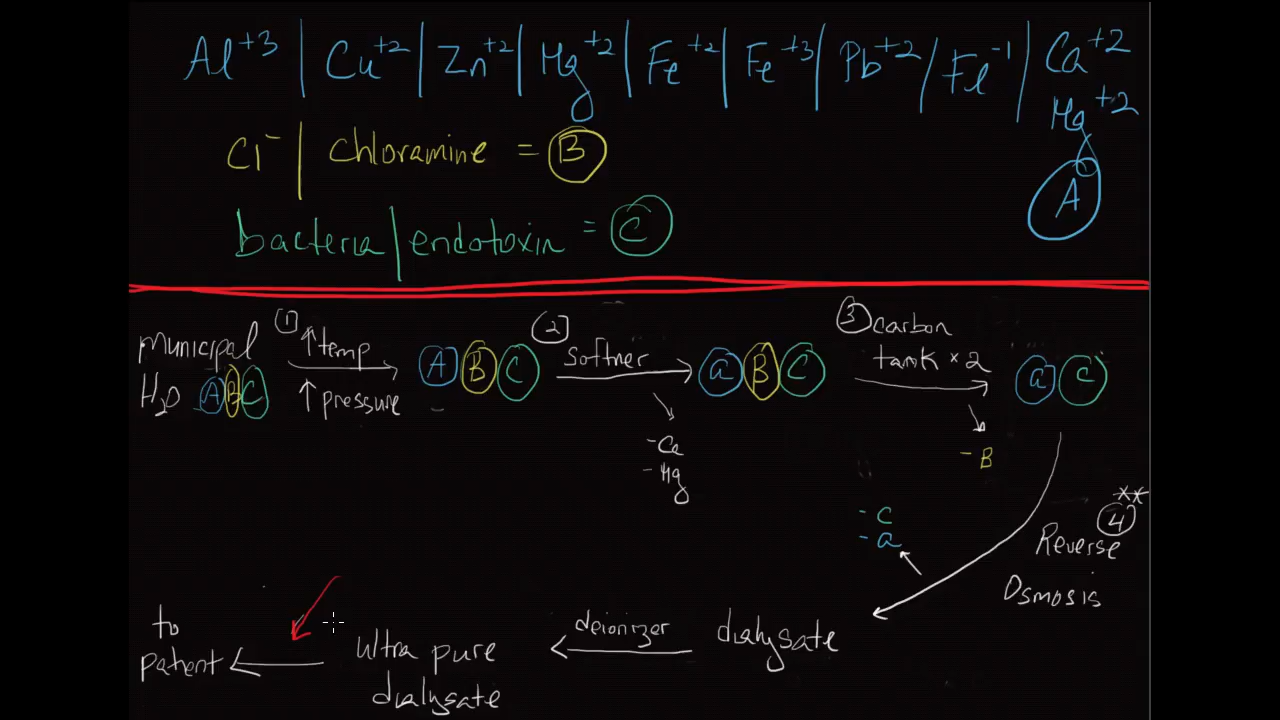 Al+3 | Cu+2 | Zn+2 | Hg+2 | Fe+2 | Fe+3 | Pb+2 / Fl-1 | Ca+2
Mg+2
A
Cl- | chloramine = B
bacteria | endotoxin = C
Municipal
H2O A B C
1
↑temp
↑pressure
A B C
2
Softner
-Ca
-Mg
a B C
3 carbon
tank × 2
- B
a C
**
4
Reverse
Osmosis
- C
- a
dialysate
deionizer
ultra pure
dialysate
to
patient